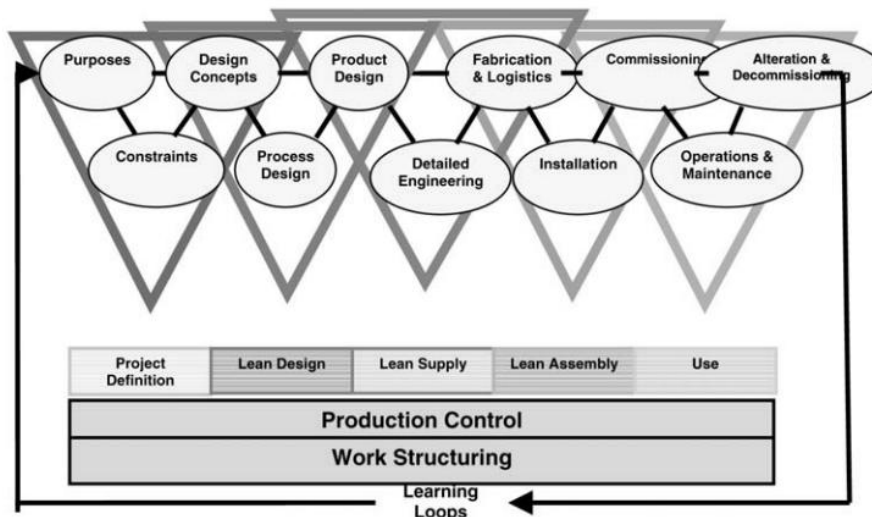 Purposes
Design
Concepts
Product
Design
Fabrication
& Logistics
Commissioning
Alteration &
Decommissioning
Constraints
Process
Design
Detailed
Engineering
Installation
Operations &
Maintenance
Project
Definition
Lean Design
Lean Supply
Lean Assembly
Use
Production Control
Work Structuring
Learning
Loops